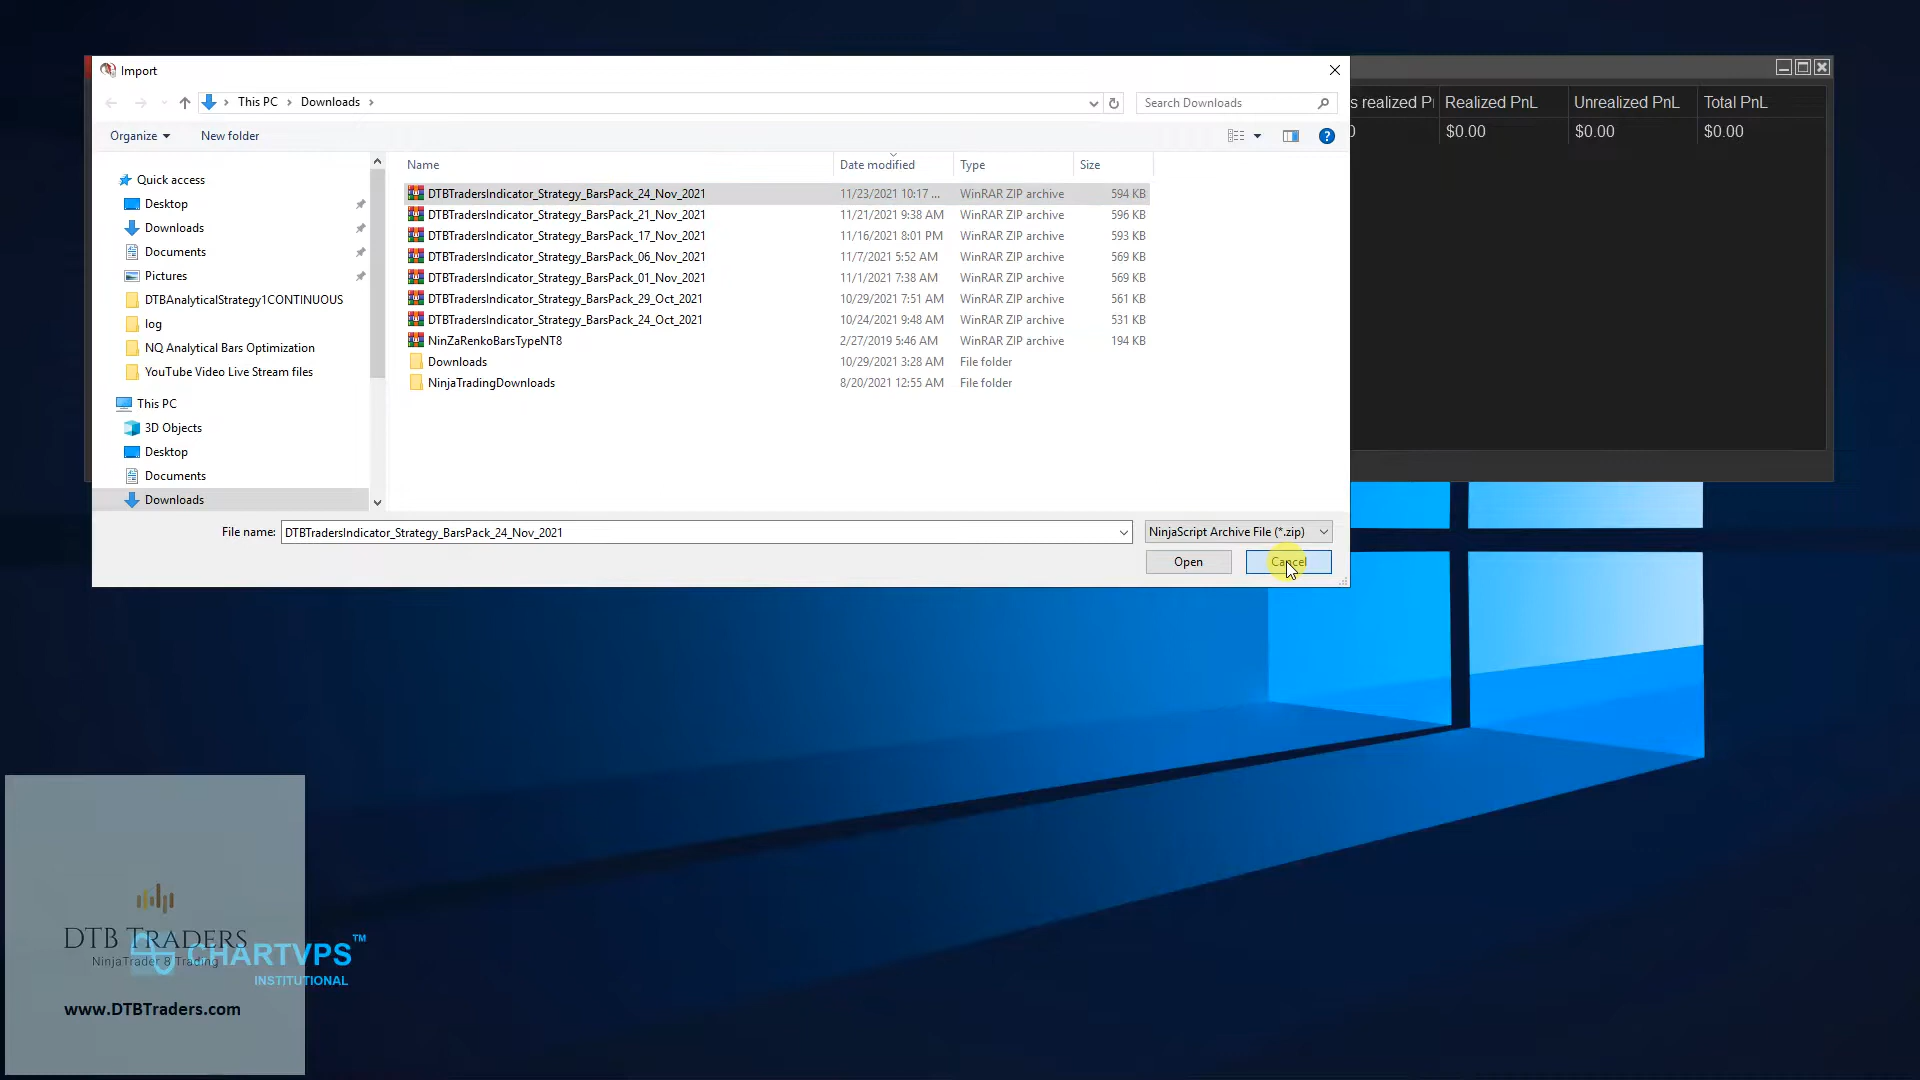 Import
This PC > Downloads >
Search Downloads
Organize
New folder
Quick access
Desktop
Downloads
Documents
Pictures
DTBAnalyticalStrategy1CONTINUOUS
log
NQ Analytical Bars Optimization
YouTube Video Live Stream files
This PC
3D Objects
Desktop
Documents
Downloads
Name Date modified Type Size
DTBTradersIndicator_Strategy_BarsPack_24_Nov_2021 11/23/2021 10:17 ... WinRAR ZIP archive 594 KB
DTBTradersIndicator_Strategy_BarsPack_21_Nov_2021 11/21/2021 9:38 AM WinRAR ZIP archive 596 KB
DTBTradersIndicator_Strategy_BarsPack_17_Nov_2021 11/16/2021 8:01 PM WinRAR ZIP archive 593 KB
DTBTradersIndicator_Strategy_BarsPack_06_Nov_2021 11/7/2021 5:52 AM WinRAR ZIP archive 569 KB
DTBTradersIndicator_Strategy_BarsPack_01_Nov_2021 11/1/2021 7:38 AM WinRAR ZIP archive 569 KB
DTBTradersIndicator_Strategy_BarsPack_29_Oct_2021 10/29/2021 7:51 AM WinRAR ZIP archive 561 KB
DTBTradersIndicator_Strategy_BarsPack_24_Oct_2021 10/24/2021 9:48 AM WinRAR ZIP archive 531 KB
NinZaRenkoBarsTypeNT8 2/27/2019 5:46 AM WinRAR ZIP archive 194 KB
Downloads 10/29/2021 3:28 AM File folder
NinjaTradingDownloads 8/20/2021 12:55 AM File folder
File name: DTBTradersIndicator_Strategy_BarsPack_24_Nov_2021
NinjaScript Archive File (*.zip)
Open Cancel
s realized P Realized PnL Unrealized PnL Total PnL
0 $0.00 $0.00 $0.00
DTB TRADERS
NinjaTrader 8 Trading
CHARTVPS™
INSTITUTIONAL
www.DTBTraders.com